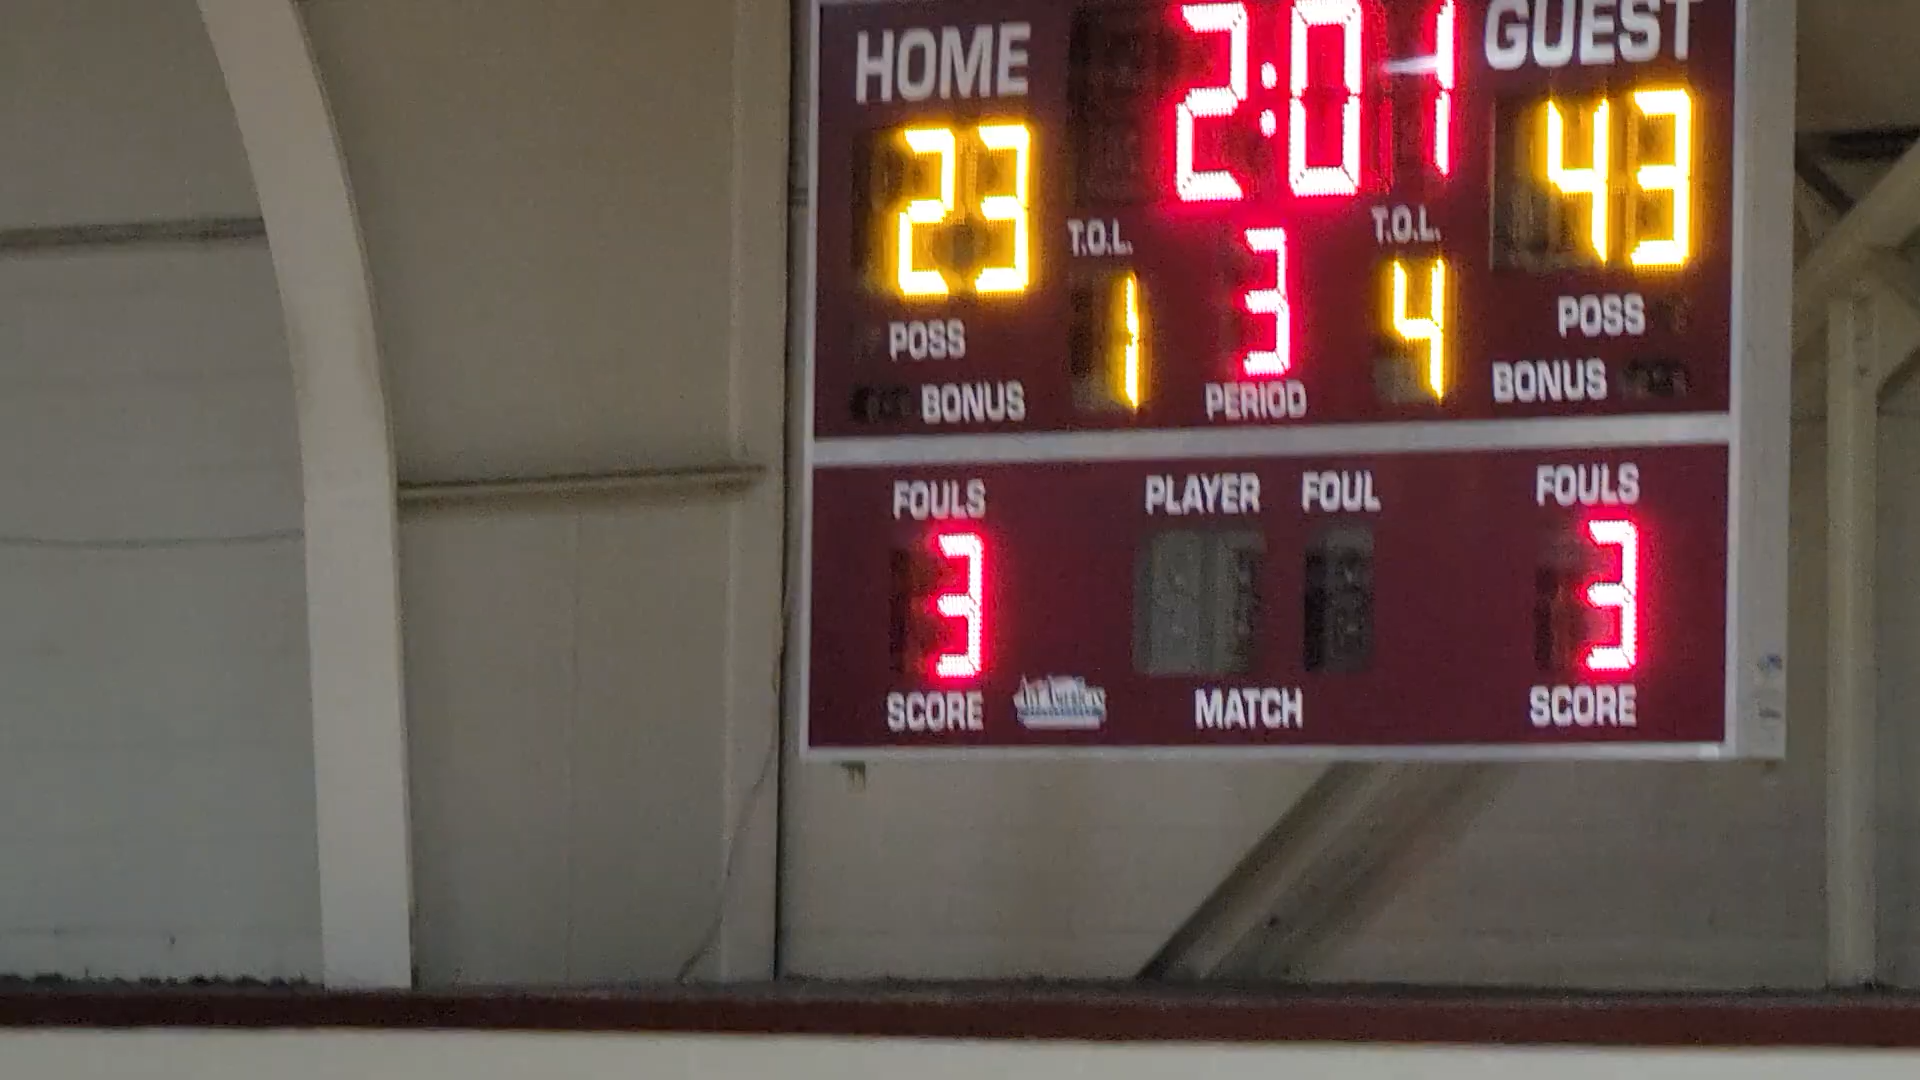 HOME 2:01 GUEST
23 43
T.O.L. T.O.L.
1 3 4
POSS POSS
BONUS PERIOD BONUS
FOULS PLAYER FOUL FOULS
3 3
SCORE MATCH SCORE